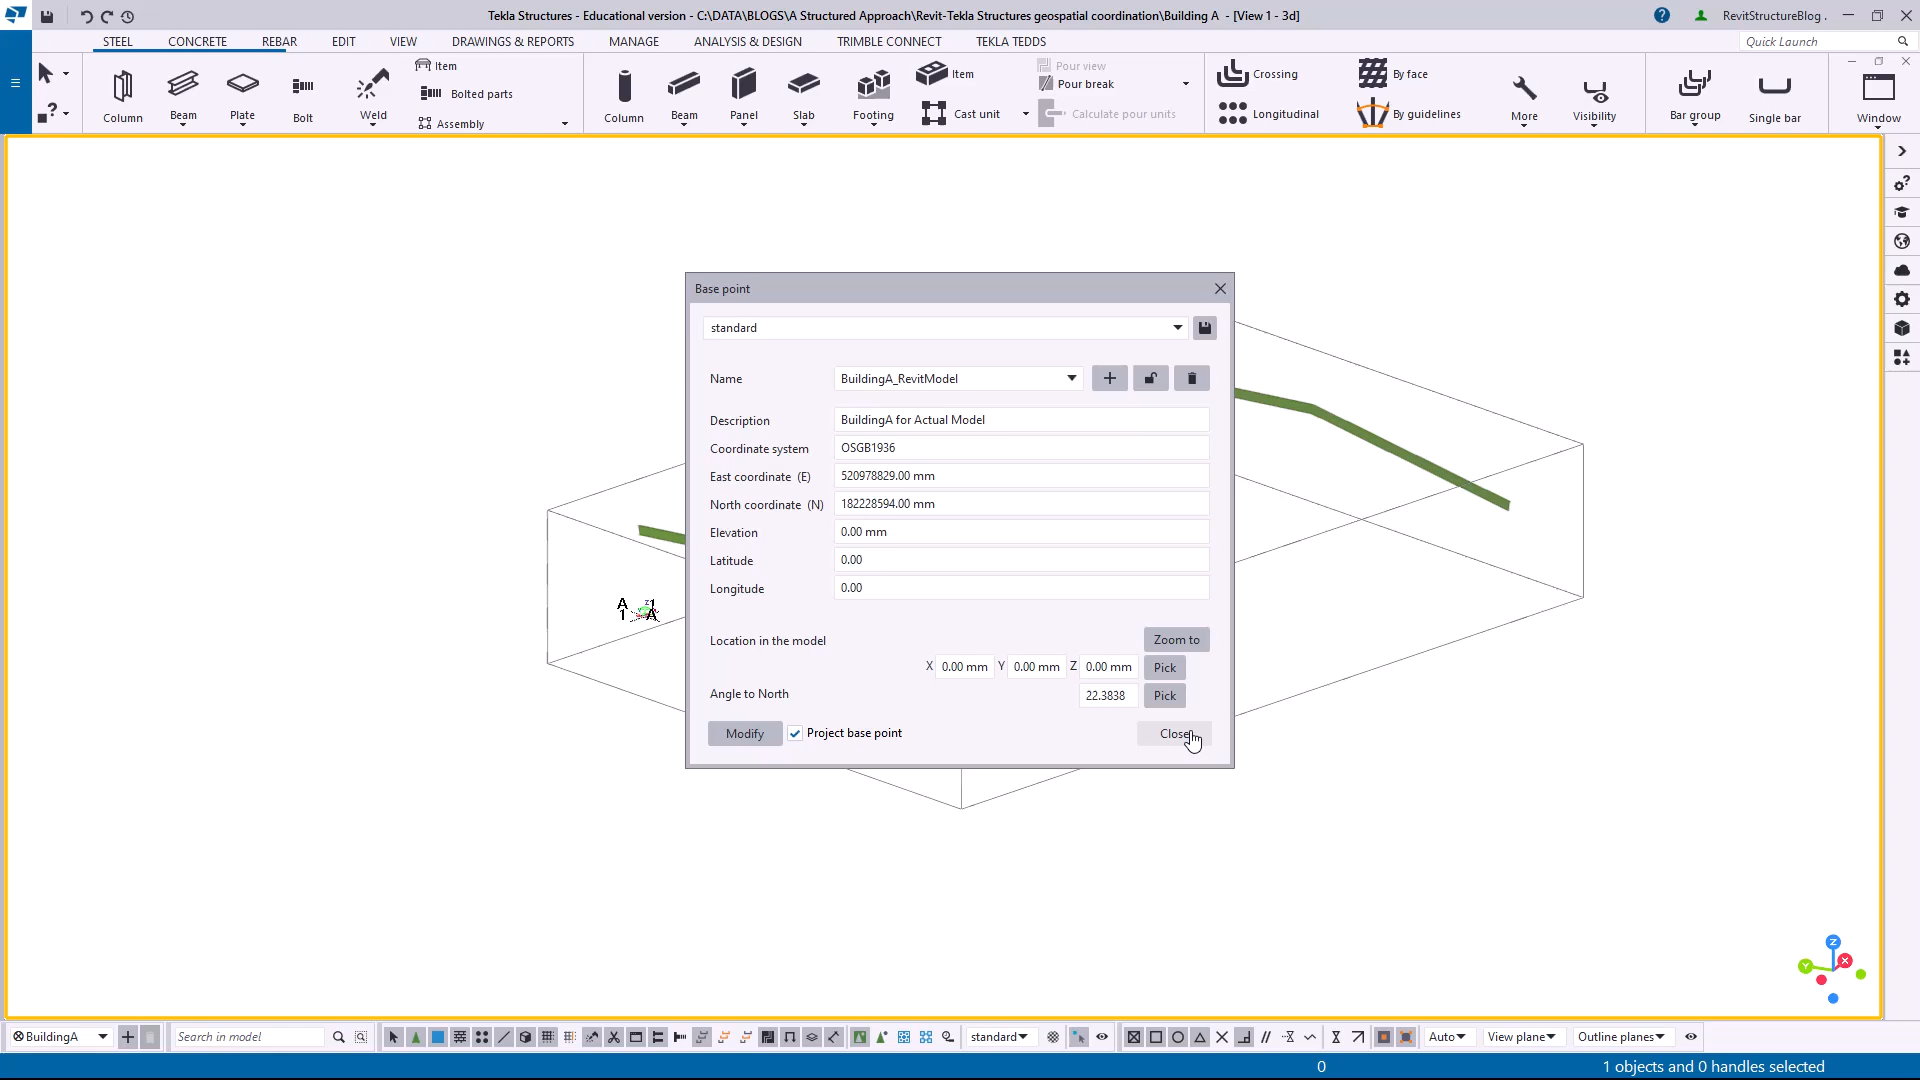 Tekla Structures - Educational version - C:\DATA\BLOGS\A Structured Approach\Revit-Tekla Structures geospatial coordination\Building A - [View 1 - 3d]
RevitStructureBlog .
STEEL CONCRETE REBAR EDIT VIEW DRAWINGS & REPORTS MANAGE ANALYSIS & DESIGN TRIMBLE CONNECT TEKLA TEDDS
Quick Launch
Column Beam Plate Bolt Weld
Item
Bolted parts
Assembly
Column Beam Panel Slab Footing
Item
Cast unit
Pour view
Pour break
Calculate pour units
Crossing
Longitudinal
By face
By guidelines
More Visibility Bar group Single bar Window
Base point
standard
Name BuildingA_RevitModel
Description BuildingA for Actual Model
Coordinate system OSGB1936
East coordinate (E) 520978829.00 mm
North coordinate (N) 182228594.00 mm
Elevation 0.00 mm
Latitude 0.00
Longitude 0.00
Location in the model Zoom to
X 0.00 mm Y 0.00 mm Z 0.00 mm Pick
Angle to North 22.3838 Pick
Modify Project base point Close
A z1
1 A
Z
Y X
BuildingA Search in model standard Auto View plane Outline planes
0 1 objects and 0 handles selected